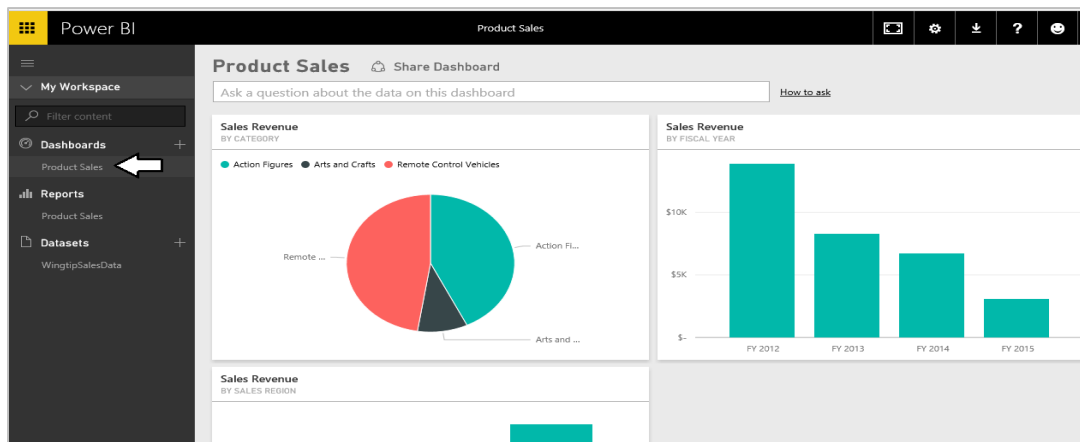 Power BI
Product Sales
?
My Workspace
Filter content
Dashboards +
Product Sales
Reports
Product Sales
Datasets +
WingtipSalesData
Product Sales Share Dashboard
Ask a question about the data on this dashboard How to ask
Sales Revenue
BY CATEGORY
Action Figures Arts and Crafts Remote Control Vehicles
Action Fi...
Remote ...
Arts and ...
Sales Revenue
BY FISCAL YEAR
$10K
$5K
$-
FY 2012 FY 2013 FY 2014 FY 2015
Sales Revenue
BY SALES REGION